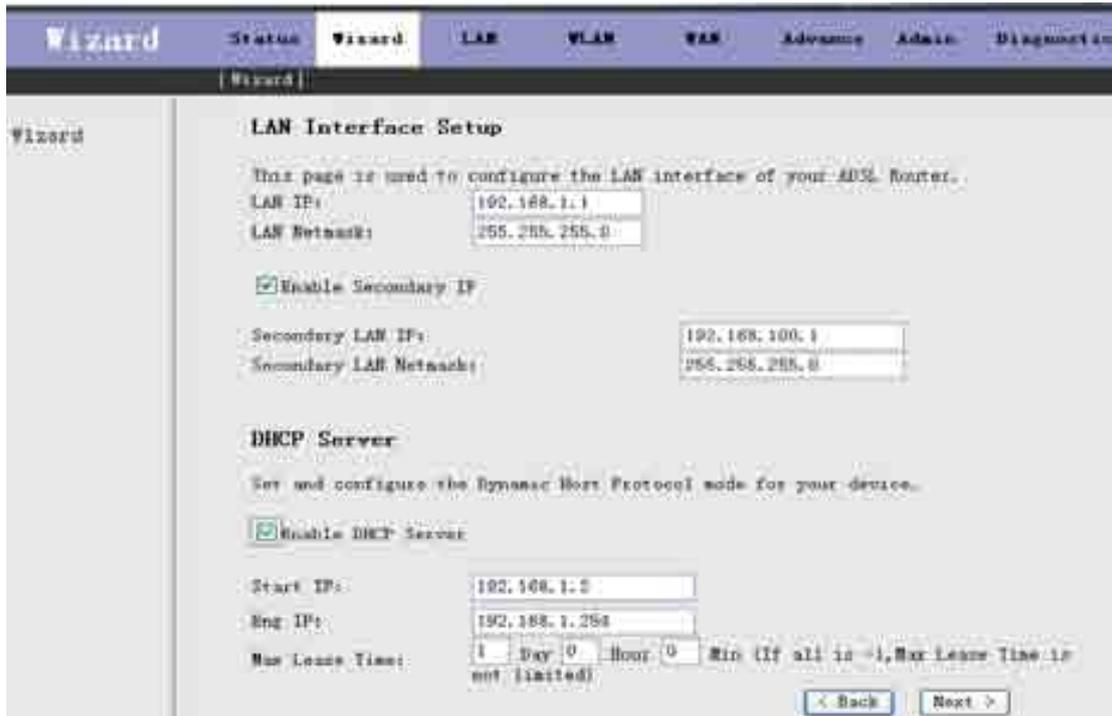 Wizard
Status Wizard LAN WLAN WAN Advance Admin Diagnostic
[Wizard]
Wizard
LAN Interface Setup
This page is used to configure the LAN interface of your ADSL Router.
LAN IP: 192.168.1.1
LAN Netmask: 255.255.255.0
Enable Secondary IP
Secondary LAN IP: 192.168.100.1
Secondary LAN Netmask: 255.255.255.0
DHCP Server
Set and configure the Dynamic Host Protocol mode for your device.
Enable DHCP Server
Start IP: 192.168.1.2
Eng IP: 192.168.1.254
Max Lease Time: 1 Day 0 Hour 0 Min (If all is -1,Max Lease Time is
not limited)
< Back Next >